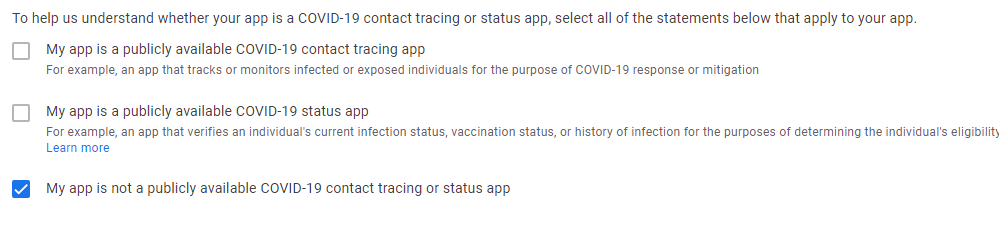 To help us understand whether your app is a COVID-19 contact tracing or status app, select all of the statements below that apply to your app.
My app is a publicly available COVID-19 contact tracing app
For example, an app that tracks or monitors infected or exposed individuals for the purpose of COVID-19 response or mitigation
My app is a publicly available COVID-19 status app
For example, an app that verifies an individual's current infection status, vaccination status, or history of infection for the purposes of determining the individual's eligibility
Learn more
My app is not a publicly available COVID-19 contact tracing or status app